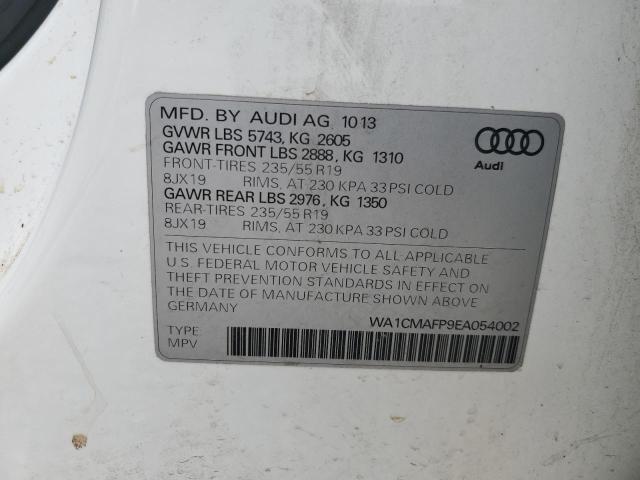 MFD. BY AUDI AG 1013
GVWR LBS 5743, KG 2605
GAWR FRONT LBS 2888, KG 1310
FRONT-TIRES 235/55 R19
8JX19 RIMS, AT 230 KPA 33 PSI COLD
GAWR REAR LBS 2976, KG 1350
REAR-TIRES 235/55 R19
8JX19 RIMS, AT 230 KPA 33 PSI COLD
Audi
THIS VEHICLE CONFORMS TO ALL APPLICABLE
U.S. FEDERAL MOTOR VEHICLE SAFETY AND
THEFT PREVENTION STANDARDS IN EFFECT ON
THE DATE OF MANUFACTURE SHOWN ABOVE
GERMANY
WA1CMAFP9EA054002
TYPE:
MPV